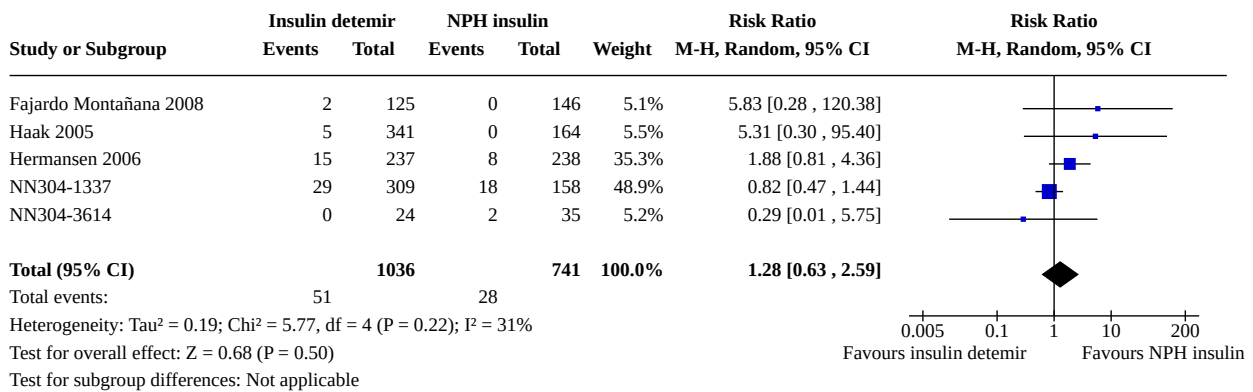 Insulin detemir NPH insulin Risk Ratio Risk Ratio
Study or Subgroup Events Total Events Total Weight M-H, Random, 95% CI M-H, Random, 95% CI
Fajardo Montañana 2008 2 125 0 146 5.1% 5.83 [0.28 , 120.38]
Haak 2005 5 341 0 164 5.5% 5.31 [0.30 , 95.40]
Hermansen 2006 15 237 8 238 35.3% 1.88 [0.81 , 4.36]
NN304-1337 29 309 18 158 48.9% 0.82 [0.47 , 1.44]
NN304-3614 0 24 2 35 5.2% 0.29 [0.01 , 5.75]
Total (95% CI) 1036 741 100.0% 1.28 [0.63 , 2.59]
Total events: 51 28
Heterogeneity: Tau² = 0.19; Chi² = 5.77, df = 4 (P = 0.22); I² = 31%
Test for overall effect: Z = 0.68 (P = 0.50)
Test for subgroup differences: Not applicable
0.005 0.1 1 10 200
Favours insulin detemir Favours NPH insulin